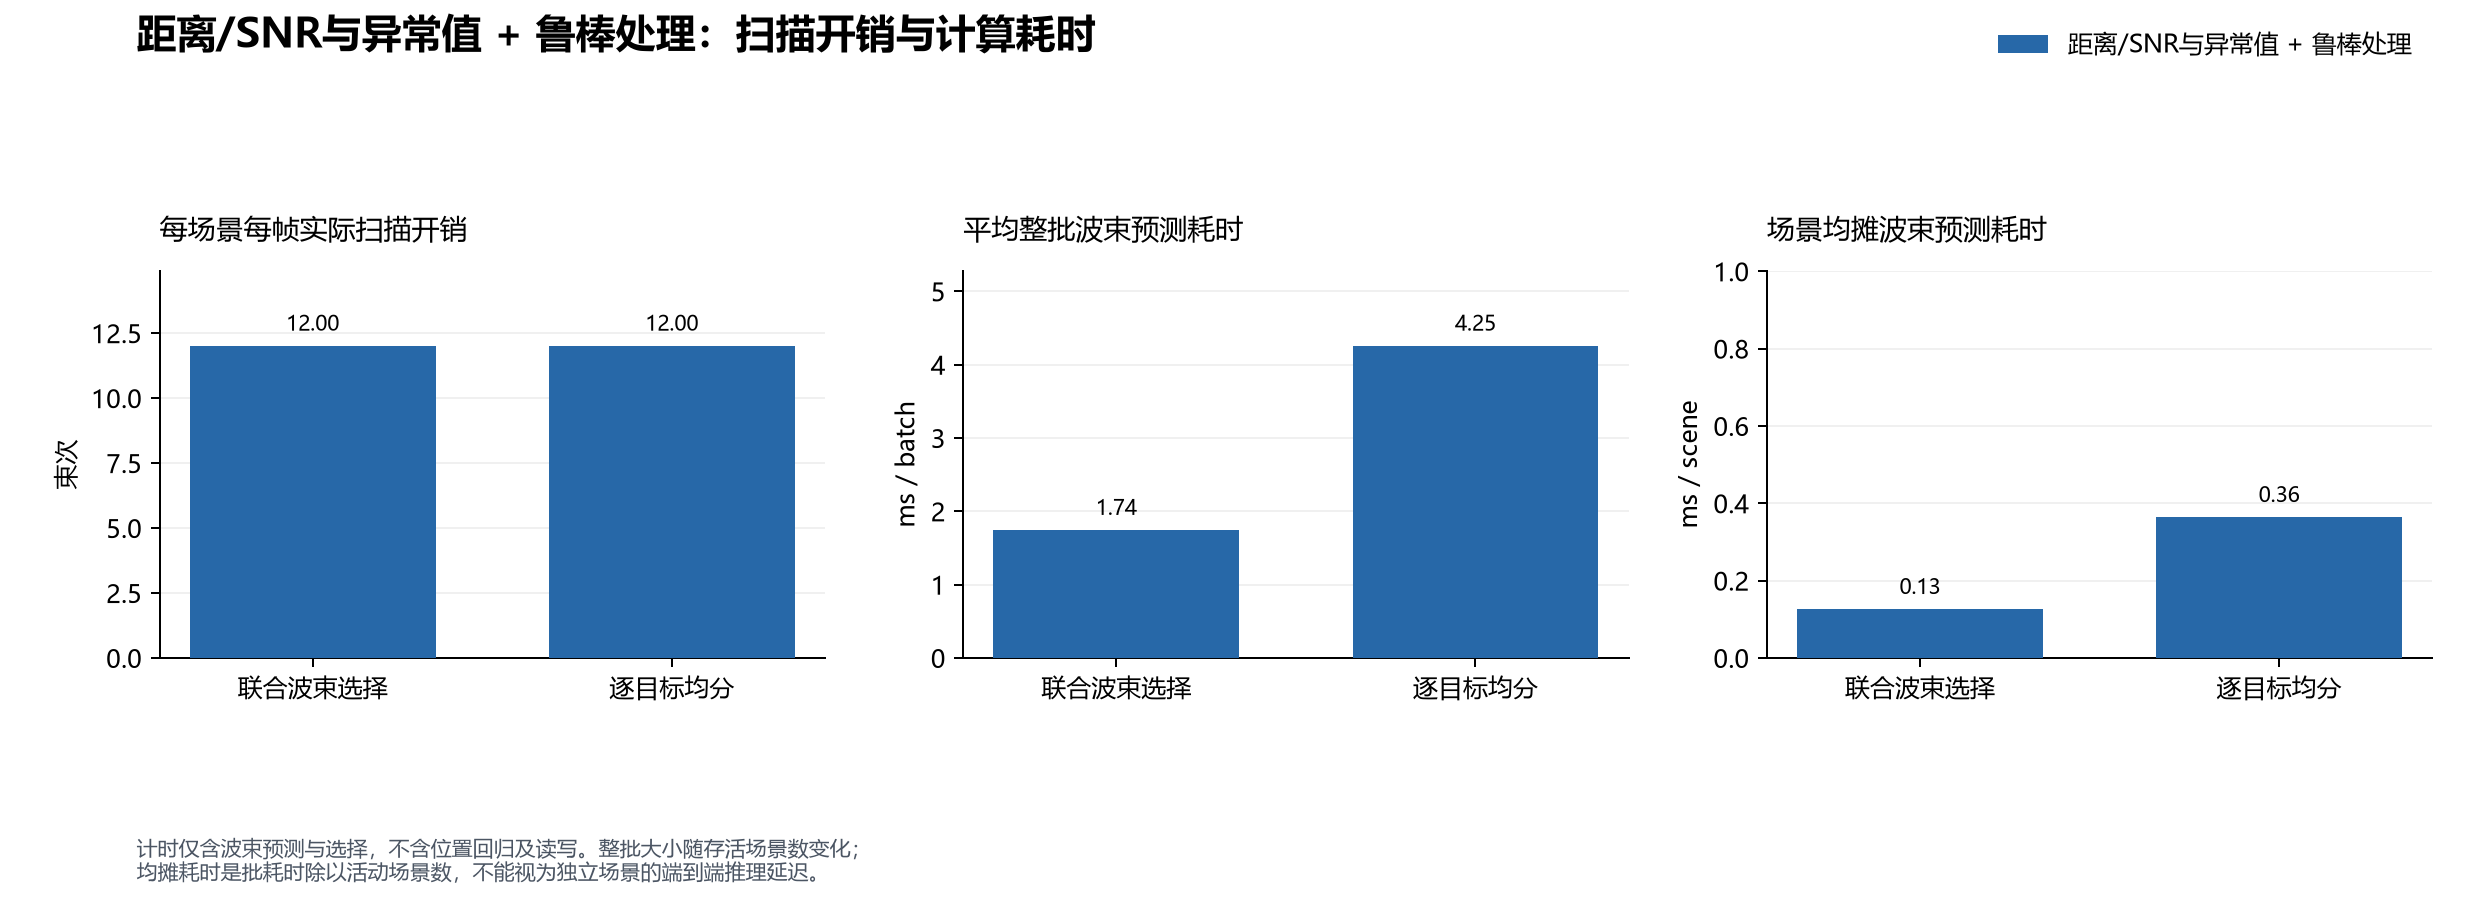 距离/SNR与异常值 + 鲁棒处理：扫描开销与计算耗时
距离/SNR与异常值 + 鲁棒处理
每场景每帧实际扫描开销
束次
12.5
10.0
7.5
5.0
2.5
0.0
12.00
12.00
联合波束选择
逐目标均分
平均整批波束预测耗时
ms / batch
5
4
3
2
1
0
1.74
4.25
联合波束选择
逐目标均分
场景均摊波束预测耗时
ms / scene
1.0
0.8
0.6
0.4
0.2
0.0
0.13
0.36
联合波束选择
逐目标均分
计时仅含波束预测与选择，不含位置回归及读写。整批大小随存活场景数变化；
均摊耗时是批耗时除以活动场景数，不能视为独立场景的端到端推理延迟。